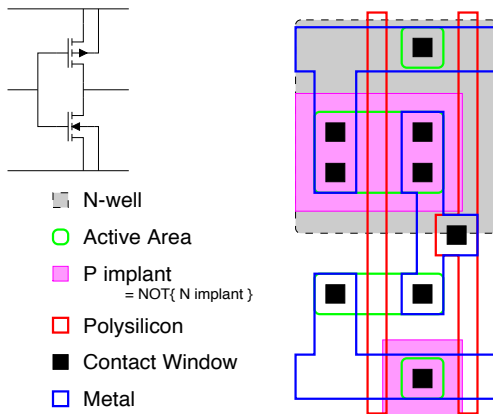 N-well
Active Area
P implant
= NOT{ N implant }
Polysilicon
Contact Window
Metal